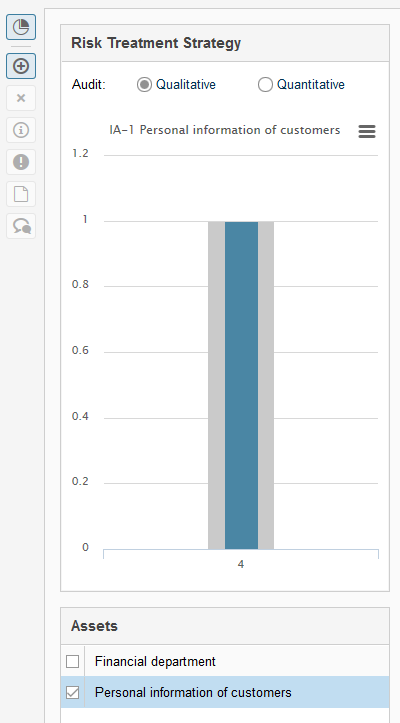 Risk Treatment Strategy
Audit: Qualitative Quantitative
IA-1 Personal information of customers
1.2
1
0.8
0.6
0.4
0.2
0
4
Assets
Financial department
Personal information of customers